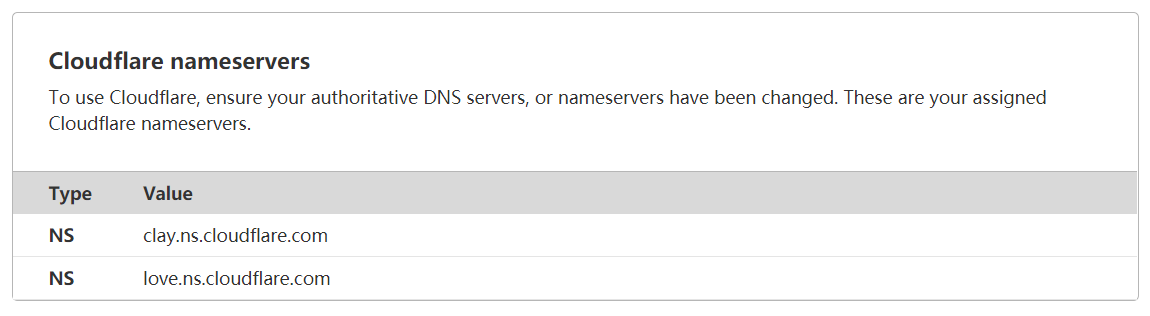 Cloudflare nameservers
To use Cloudflare, ensure your authoritative DNS servers, or nameservers have been changed. These are your assigned
Cloudflare nameservers.
Type Value
NS clay.ns.cloudflare.com
NS love.ns.cloudflare.com